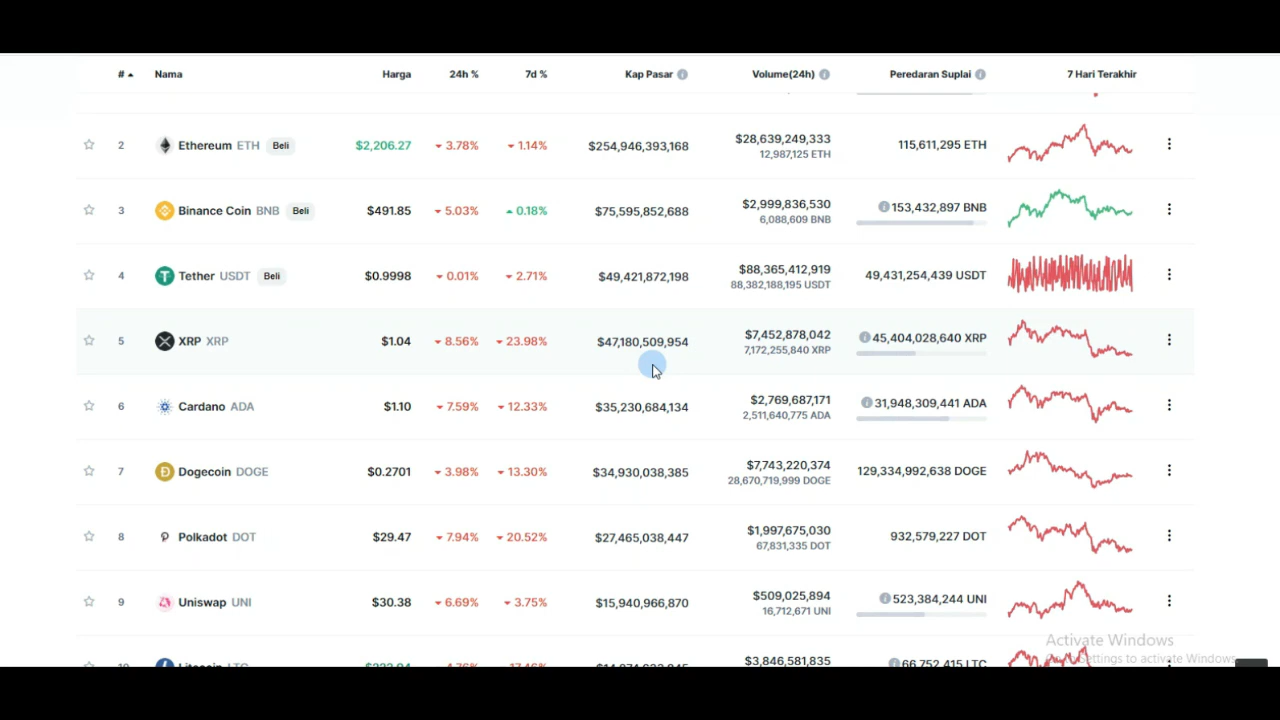 # Nama Harga 24h % 7d % Kap Pasar Volume(24h) Peredaran Suplai 7 Hari Terakhir
2 Ethereum ETH Beli $2,206.27 3.78% 1.14% $254,946,393,168 $28,639,249,333 115,611,295 ETH
12,987,125 ETH
3 Binance Coin BNB Beli $491.85 5.03% 0.18% $75,595,852,688 $2,999,836,530 153,432,897 BNB
6,088,609 BNB
4 Tether USDT Beli $0.9998 0.01% 2.71% $49,421,872,198 $88,365,412,919 49,431,254,439 USDT
88,382,188,195 USDT
5 XRP XRP $1.04 8.56% 23.98% $47,180,509,954 $7,452,878,042 45,404,028,640 XRP
7,172,255,840 XRP
6 Cardano ADA $1.10 7.59% 12.33% $35,230,684,134 $2,769,687,171 31,948,309,441 ADA
2,511,640,775 ADA
7 Dogecoin DOGE $0.2701 3.98% 13.30% $34,930,038,385 $7,743,220,374 129,334,992,638 DOGE
28,670,719,999 DOGE
8 Polkadot DOT $29.47 7.94% 20.52% $27,465,038,447 $1,997,675,030 932,579,227 DOT
67,831,335 DOT
9 Uniswap UNI $30.38 6.69% 3.75% $15,940,966,870 $509,025,894 523,384,244 UNI
16,712,671 UNI
Activate Windows
10 Litecoin LTC $3,846,581,835 66,752,415 LTC
Settings to activate Windows.